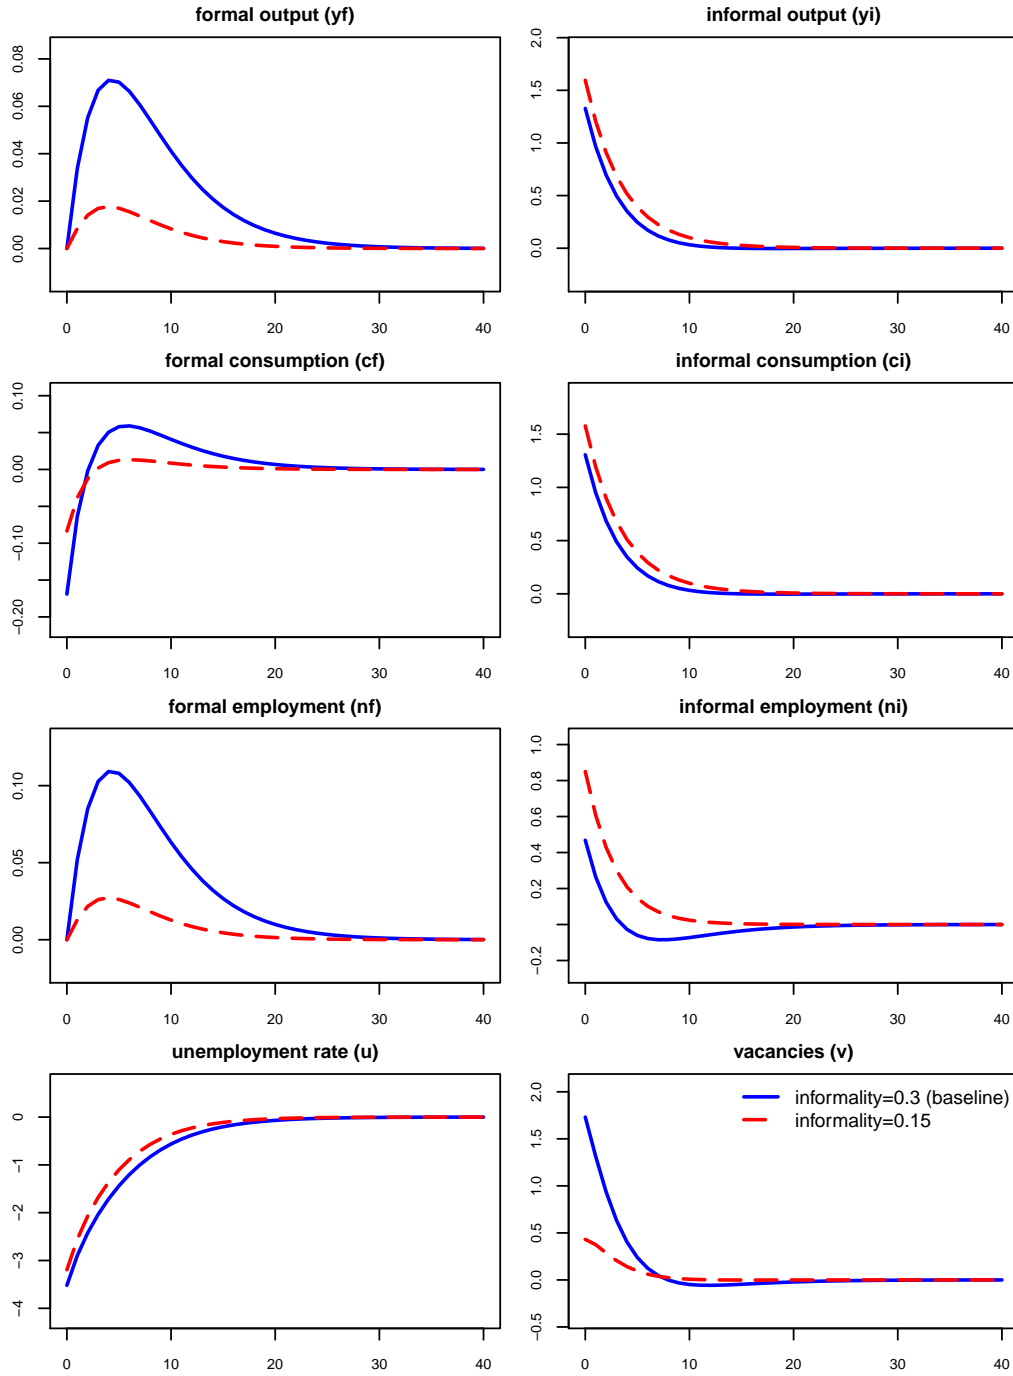 formal output (yf)
0.00 0.02 0.04 0.06 0.08
0 10 20 30 40
informal output (yi)
0.0 0.5 1.0 1.5 2.0
0 10 20 30 40
formal consumption (cf)
−0.20 −0.10 0.00 0.10
0 10 20 30 40
informal consumption (ci)
0.0 0.5 1.0 1.5
0 10 20 30 40
formal employment (nf)
0.00 0.05 0.10
0 10 20 30 40
informal employment (ni)
−0.2 0.2 0.4 0.6 0.8 1.0
0 10 20 30 40
unemployment rate (u)
−4 −3 −2 −1 0
0 10 20 30 40
vacancies (v)
−0.5 0.0 0.5 1.0 1.5 2.0
informality=0.3 (baseline)
informality=0.15
0 10 20 30 40